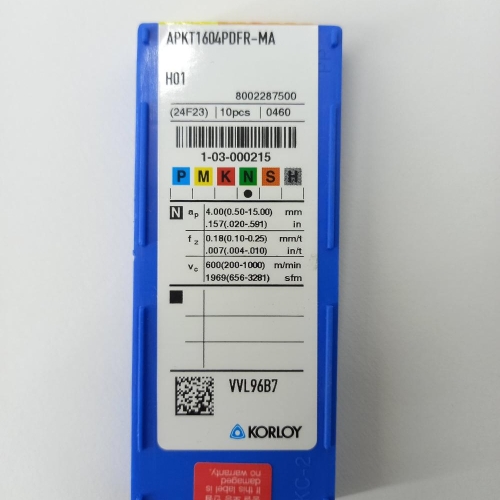 APKT1604PDFR-MA
H01
8002287500
(24F23) 10pcs 0460
1-03-000215
P M K N S H
N ap 4.00(0.50-15.00) mm
.157(.020-.591) in
fz 0.18(0.10-0.25) mm/t
.007(.004-.010) in/t
vc 600(200-1000) m/min
1969(656-3281) sfm
VVL96B7
KORLOY
If this label is
damaged
no warranty.